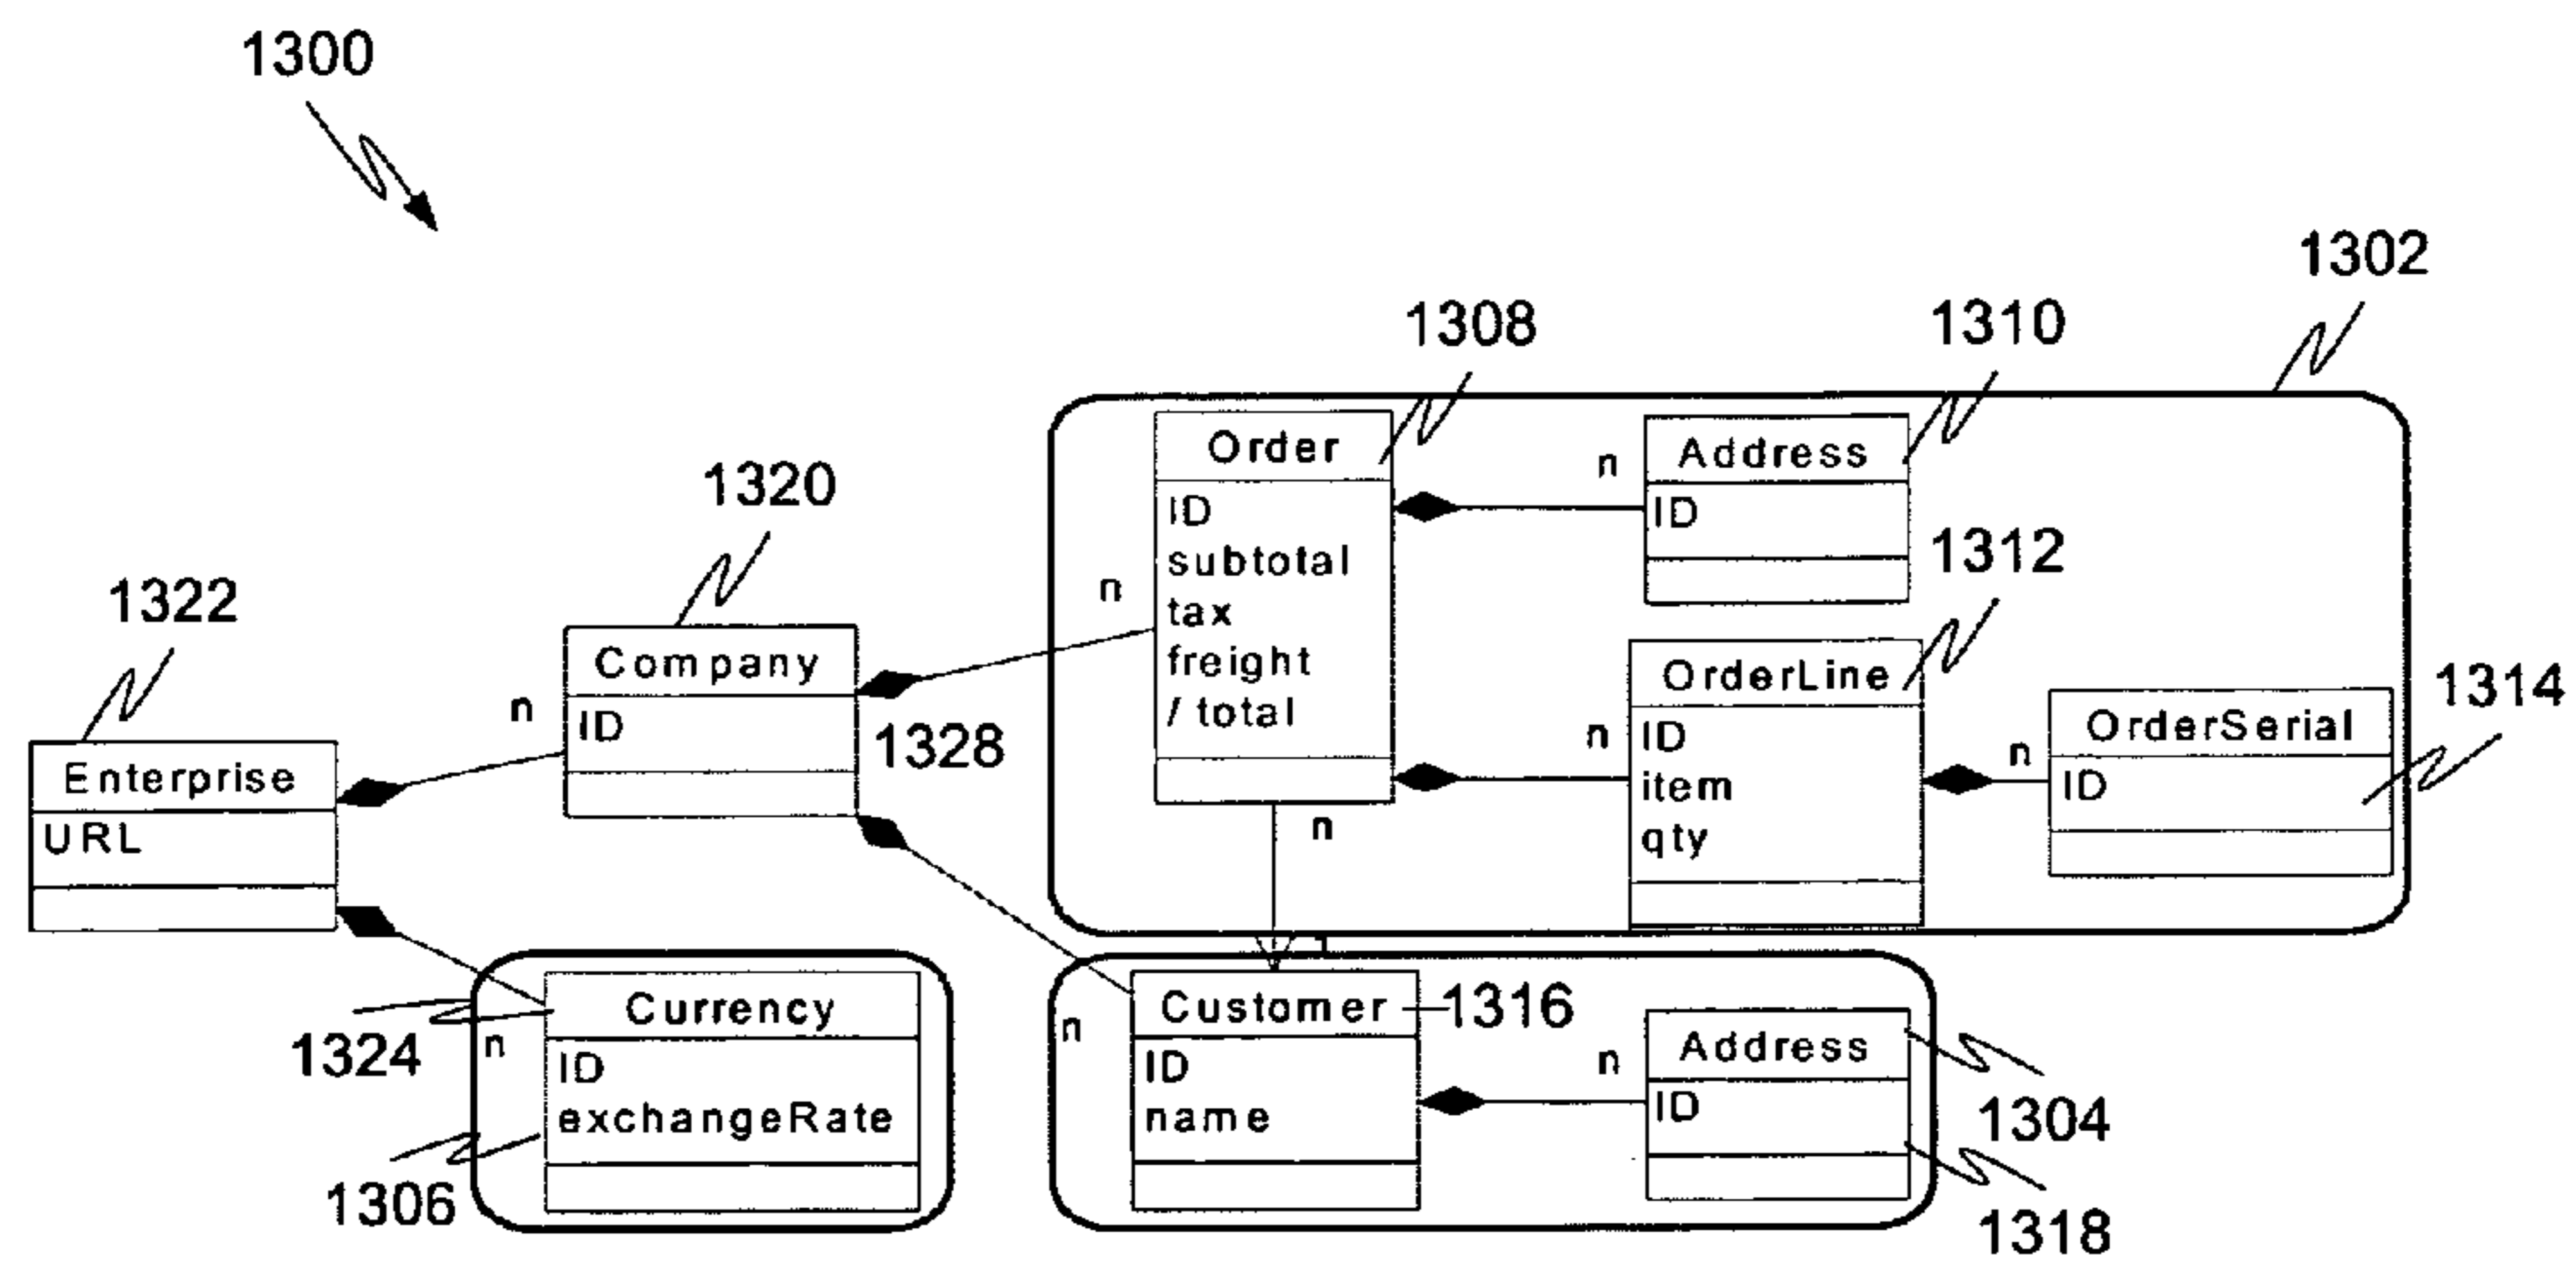 1300
1302
1308
1310
Order
ID
subtotal
tax
freight
/ total
n
Address
ID
n
1312
OrderLine
ID
item
qty
n
1314
OrderSerial
ID
n
1320
Company
ID
n
1328
n
1322
Enterprise
URL
n
1
1324
n
Currency
ID
exchangeRate
1306
n
Customer
ID
name
1316
n
Address
ID
1304
1318